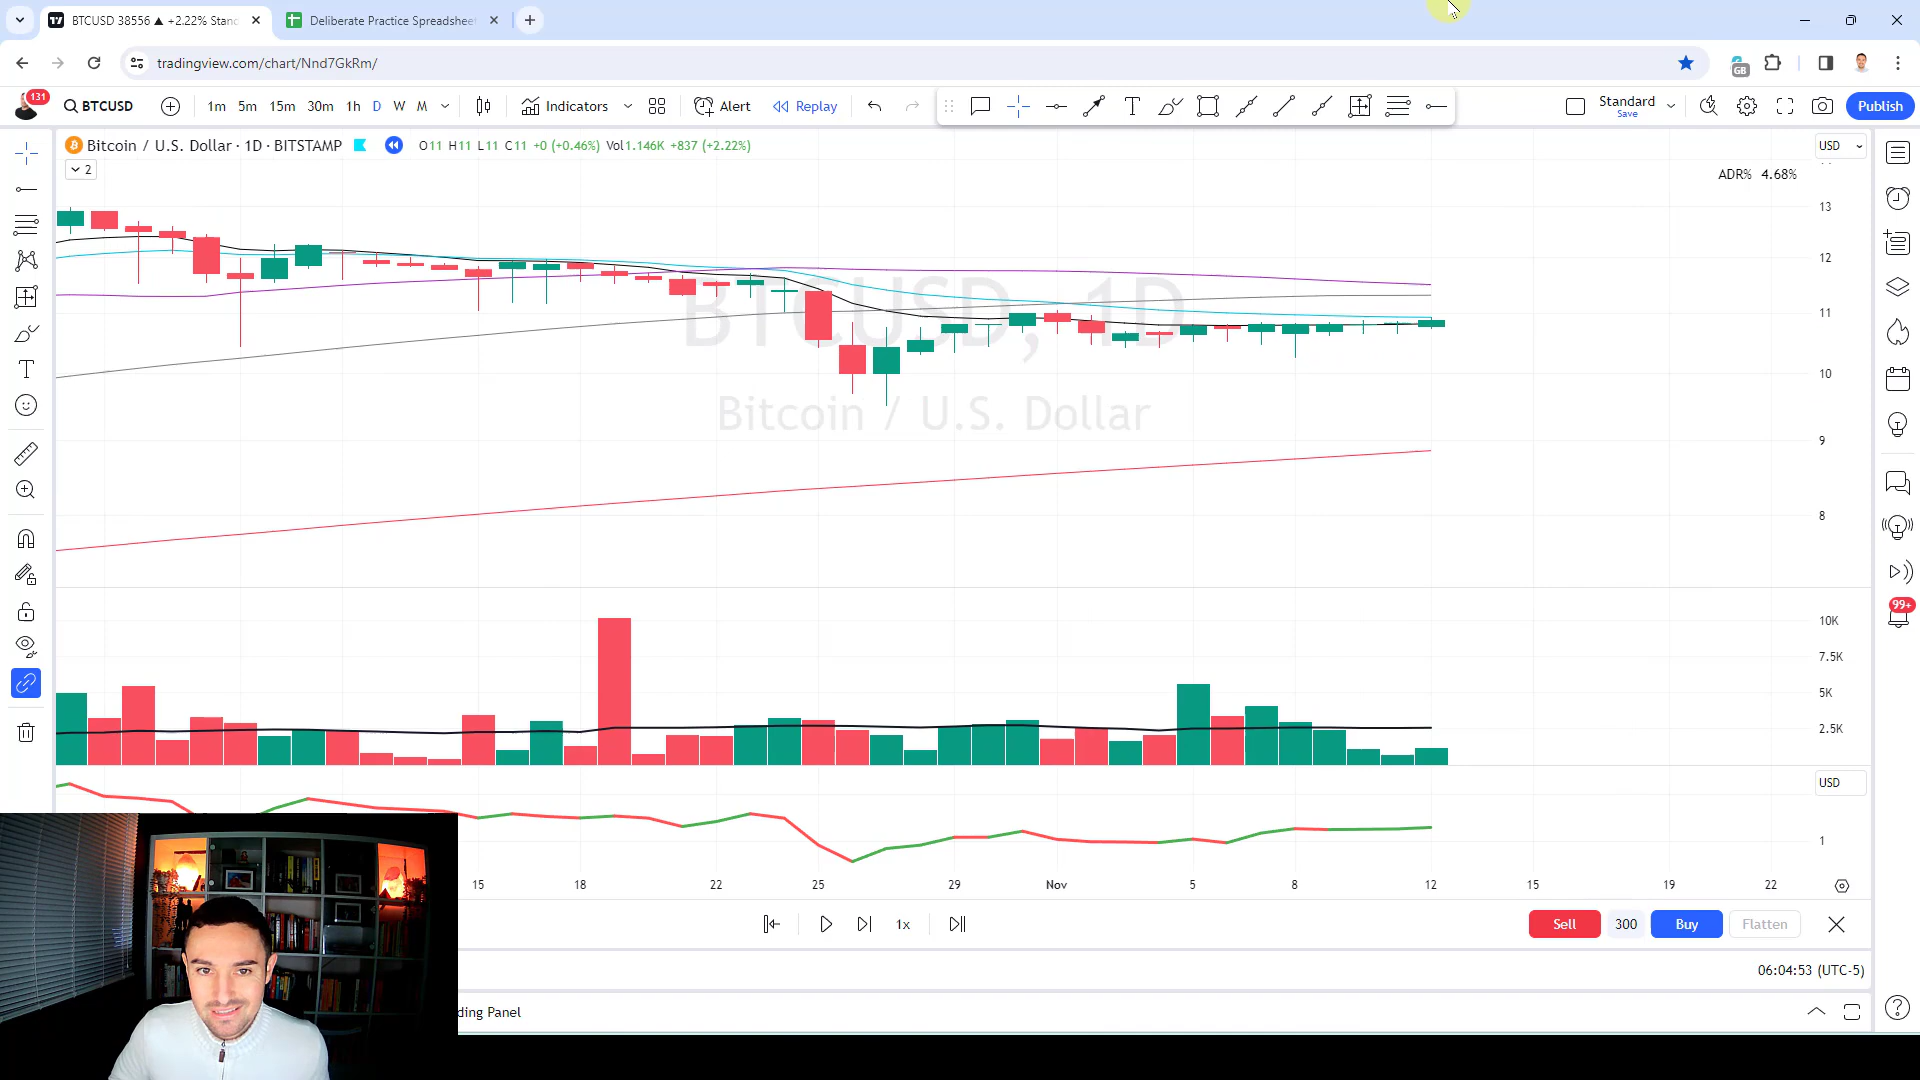 BTCUSD 38556 ▲ +2.22% Stanc
Deliberate Practice Spreadshee
tradingview.com/chart/Nnd7GkRm/
GB
131
BTCUSD
1m 5m 15m 30m 1h D W M
Indicators
Alert
Replay
Standard
Save
Publish
Bitcoin / U.S. Dollar · 1D · BITSTAMP
O11 H11 L11 C11 +0 (+0.46%) Vol1.146K +837 (+2.22%)
USD
2
ADR% 4.68%
13
12
BTCUSD, 1D
11
10
Bitcoin / U.S. Dollar
9
8
99+
10K
7.5K
5K
2.5K
USD
1
15 18 22 25 29 Nov 5 8 12 15 19 22
1x
Sell 300 Buy Flatten
06:04:53 (UTC-5)
ding Panel